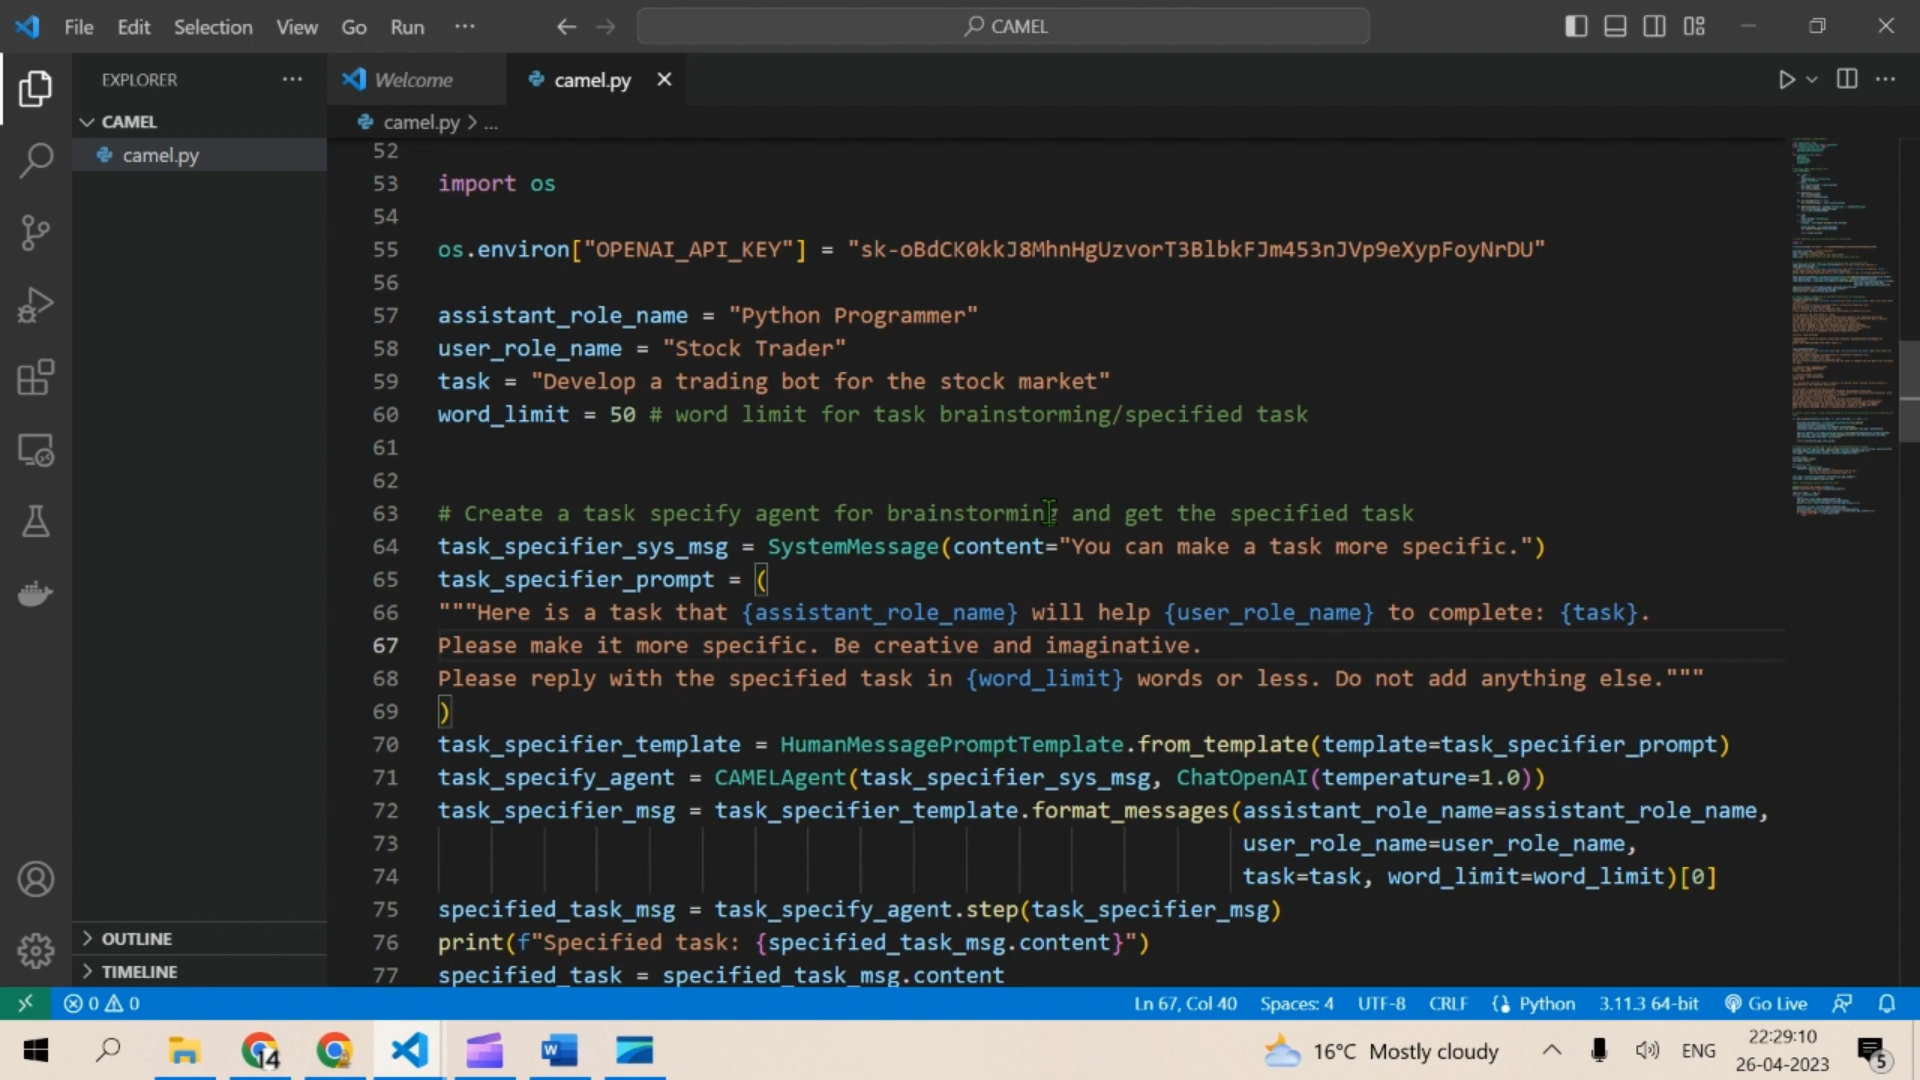 File Edit Selection View Go Run ···
CAMEL
EXPLORER ···
Welcome
camel.py
CAMEL
camel.py
camel.py > ...
52
53 import os
54
55 os.environ["OPENAI_API_KEY"] = "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"
56
57 assistant_role_name = "Python Programmer"
58 user_role_name = "Stock Trader"
59 task = "Develop a trading bot for the stock market"
60 word_limit = 50 # word limit for task brainstorming/specified task
61
62
63 # Create a task specify agent for brainstorming and get the specified task
64 task_specifier_sys_msg = SystemMessage(content="You can make a task more specific.")
65 task_specifier_prompt = (
66 """Here is a task that {assistant_role_name} will help {user_role_name} to complete: {task}.
67 Please make it more specific. Be creative and imaginative.
68 Please reply with the specified task in {word_limit} words or less. Do not add anything else."""
69 )
70 task_specifier_template = HumanMessagePromptTemplate.from_template(template=task_specifier_prompt)
71 task_specify_agent = CAMELAgent(task_specifier_sys_msg, ChatOpenAI(temperature=1.0))
72 task_specifier_msg = task_specifier_template.format_messages(assistant_role_name=assistant_role_name,
73 user_role_name=user_role_name,
74 task=task, word_limit=word_limit)[0]
75 specified_task_msg = task_specify_agent.step(task_specifier_msg)
76 print(f"Specified task: {specified_task_msg.content}")
77 specified_task = specified_task_msg.content
OUTLINE
TIMELINE
0 0
Ln 67, Col 40 Spaces: 4 UTF-8 CRLF Python 3.11.3 64-bit Go Live
14
16°C Mostly cloudy
ENG
22:29:10
26-04-2023
5